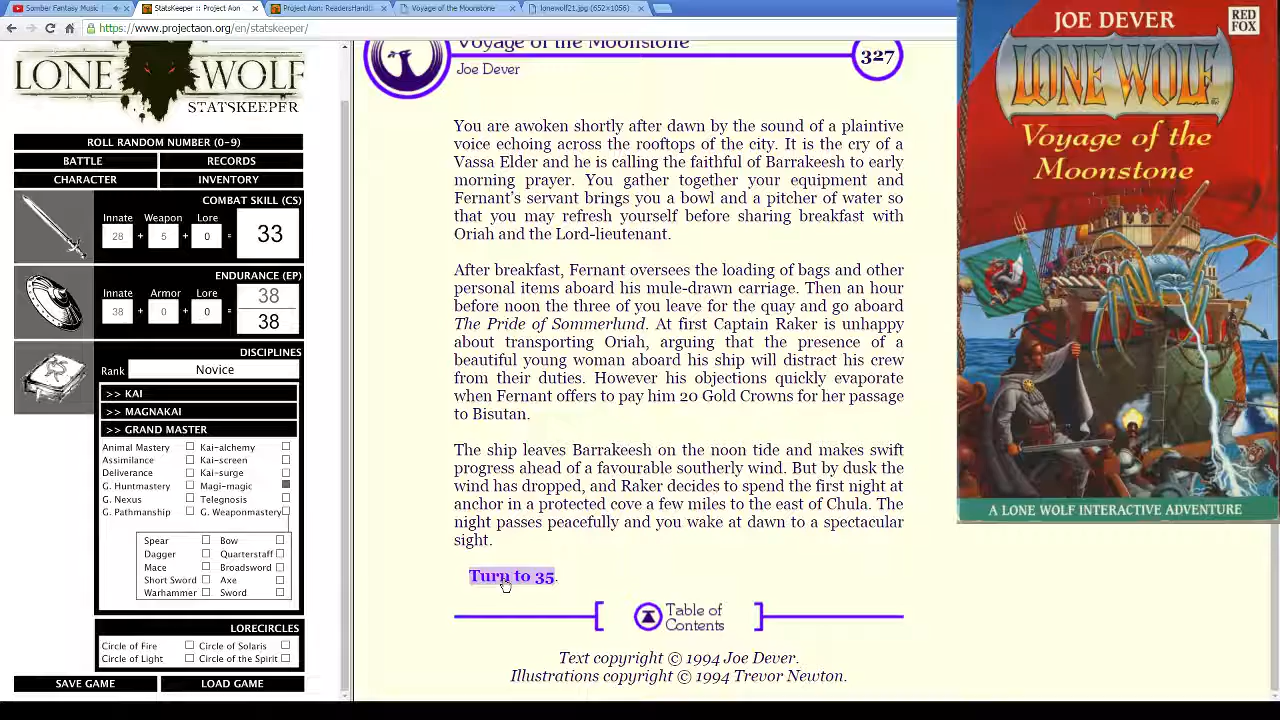 Somber Fantasy Music
StatsKeeper :: Project Aon
Project Aon: ReadersHandl
Voyage of the Moonstone
lonewolf21.jpg (652×1056)
https://www.projectaon.org/en/statskeeper/
LONE WOLF
STATSKEEPER
ROLL RANDOM NUMBER (0-9)
BATTLE RECORDS
CHARACTER INVENTORY
COMBAT SKILL (CS)
Innate Weapon Lore
28 + 5 + 0 = 33
ENDURANCE (EP)
Innate Armor Lore 38
38 + 0 + 0 = 38
DISCIPLINES
Rank Novice
>> KAI
>> MAGNAKAI
>> GRAND MASTER
Animal Mastery Kai-alchemy
Assimilance Kai-screen
Deliverance Kai-surge
G. Huntmastery Magi-magic
G. Nexus Telegnosis
G. Pathmanship G. Weaponmastery
Spear Bow
Dagger Quarterstaff
Mace Broadsword
Short Sword Axe
Warhammer Sword
LORECIRCLES
Circle of Fire Circle of Solaris
Circle of Light Circle of the Spirit
SAVE GAME LOAD GAME
Voyage of the Moonstone
Joe Dever
327
You are awoken shortly after dawn by the sound of a plaintive
voice echoing across the rooftops of the city. It is the cry of a
Vassa Elder and he is calling the faithful of Barrakeesh to early
morning prayer. You gather together your equipment and
Fernant's servant brings you a bowl and a pitcher of water so
that you may refresh yourself before sharing breakfast with
Oriah and the Lord-lieutenant.
After breakfast, Fernant oversees the loading of bags and other
personal items aboard his mule-drawn carriage. Then an hour
before noon the three of you leave for the quay and go aboard
The Pride of Sommerlund. At first Captain Raker is unhappy
about transporting Oriah, arguing that the presence of a
beautiful young woman aboard his ship will distract his crew
from their duties. However his objections quickly evaporate
when Fernant offers to pay him 20 Gold Crowns for her passage
to Bisutan.
The ship leaves Barrakeesh on the noon tide and makes swift
progress ahead of a favourable southerly wind. But by dusk the
wind has dropped, and Raker decides to spend the first night at
anchor in a protected cove a few miles to the east of Chula. The
night passes peacefully and you wake at dawn to a spectacular
sight.
Turn to 35.
Table of
Contents
Text copyright © 1994 Joe Dever.
Illustrations copyright © 1994 Trevor Newton.
JOE DEVER
RED
FOX
LONE WOLF
Voyage of the
Moonstone
A LONE WOLF INTERACTIVE ADVENTURE